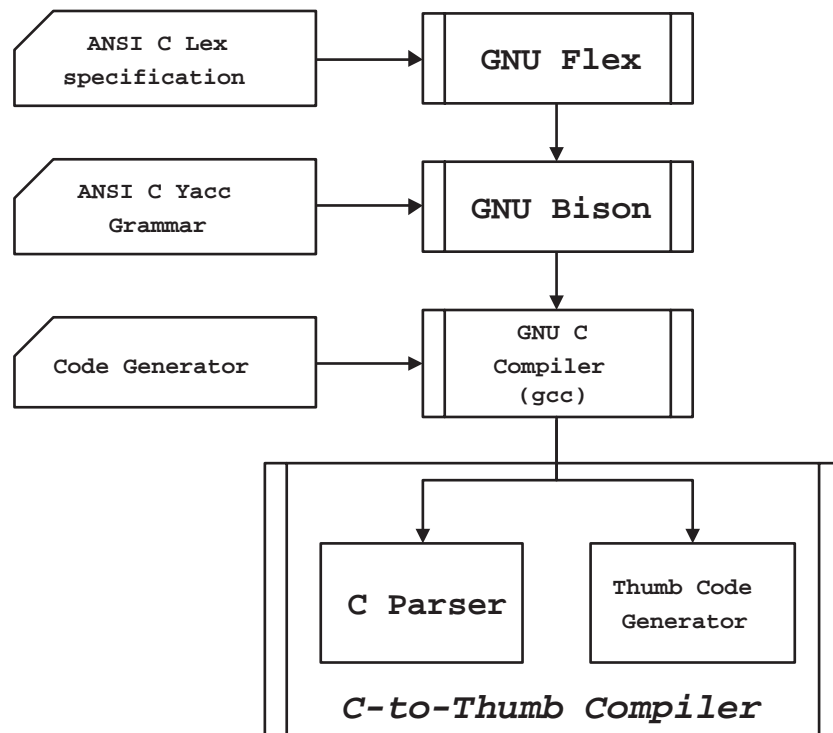 ANSI C Lex
specification
GNU Flex
ANSI C Yacc
Grammar
GNU Bison
Code Generator
GNU C
Compiler
(gcc)
C Parser
Thumb Code
Generator
C-to-Thumb Compiler